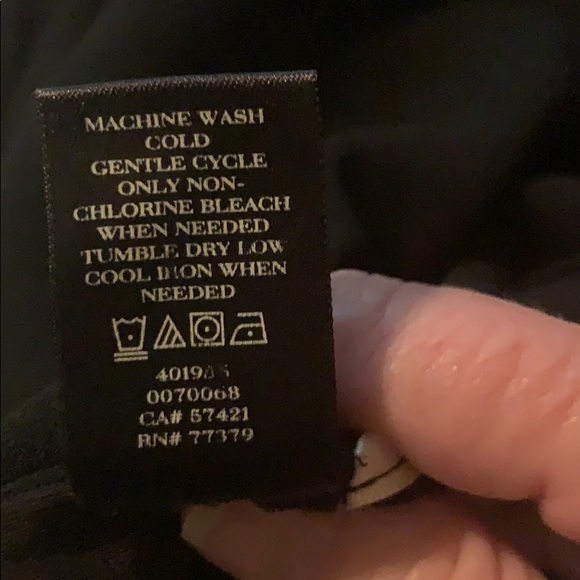 MACHINE WASH
COLD
GENTLE CYCLE
ONLY NON-
CHLORINE BLEACH
WHEN NEEDED
TUMBLE DRY LOW
COOL IRON WHEN
NEEDED
0070068
CA# 57421
RN# 77379